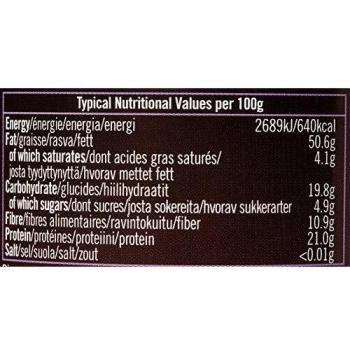 Typical Nutritional Values per 100g
Energy/énergie/energia/energi 2689kJ/640kcal
Fat/graisse/rasva/fett 50.6g
of which saturates/dont acides gras saturés/ 4.1g
josta tyydyttynyttä/hvorav mettet fett
Carbohydrate/glucides/hiilihydraatit 19.8g
of which sugars/dont sucres/josta sokereita/hvorav sukkerarter 4.9g
Fibre/fibres alimentaires/ravintokuitu/fiber 10.9g
Protein/protéines/proteiini/protein 21.0g
Salt/sel/suola/salt/zout <0.01g